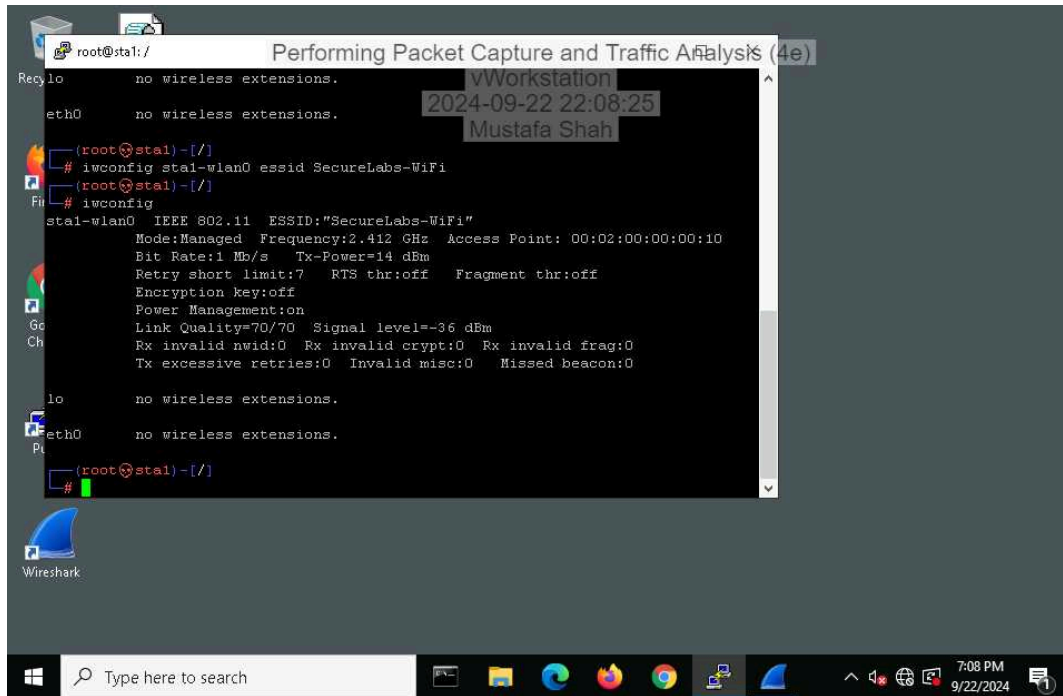 root@sta1: /
Performing Packet Capture and Traffic Analysis (4e)
vWorkstation
2024-09-22 22:08:25
Mustafa Shah
Recy
lo no wireless extensions.
eth0 no wireless extensions.
(root㉿sta1)-[/]
# iwconfig sta1-wlan0 essid SecureLabs-WiFi
(root㉿sta1)-[/]
# iwconfig
Fi
sta1-wlan0 IEEE 802.11 ESSID:"SecureLabs-WiFi"
Mode:Managed Frequency:2.412 GHz Access Point: 00:02:00:00:00:10
Bit Rate:1 Mb/s Tx-Power=14 dBm
Retry short limit:7 RTS thr:off Fragment thr:off
Encryption key:off
Power Management:on
Go
Link Quality=70/70 Signal level=-36 dBm
Ch
Rx invalid nwid:0 Rx invalid crypt:0 Rx invalid frag:0
Tx excessive retries:0 Invalid misc:0 Missed beacon:0
lo no wireless extensions.
eth0 no wireless extensions.
Pu
(root㉿sta1)-[/]
#
Wireshark
Type here to search
7:08 PM
9/22/2024
1